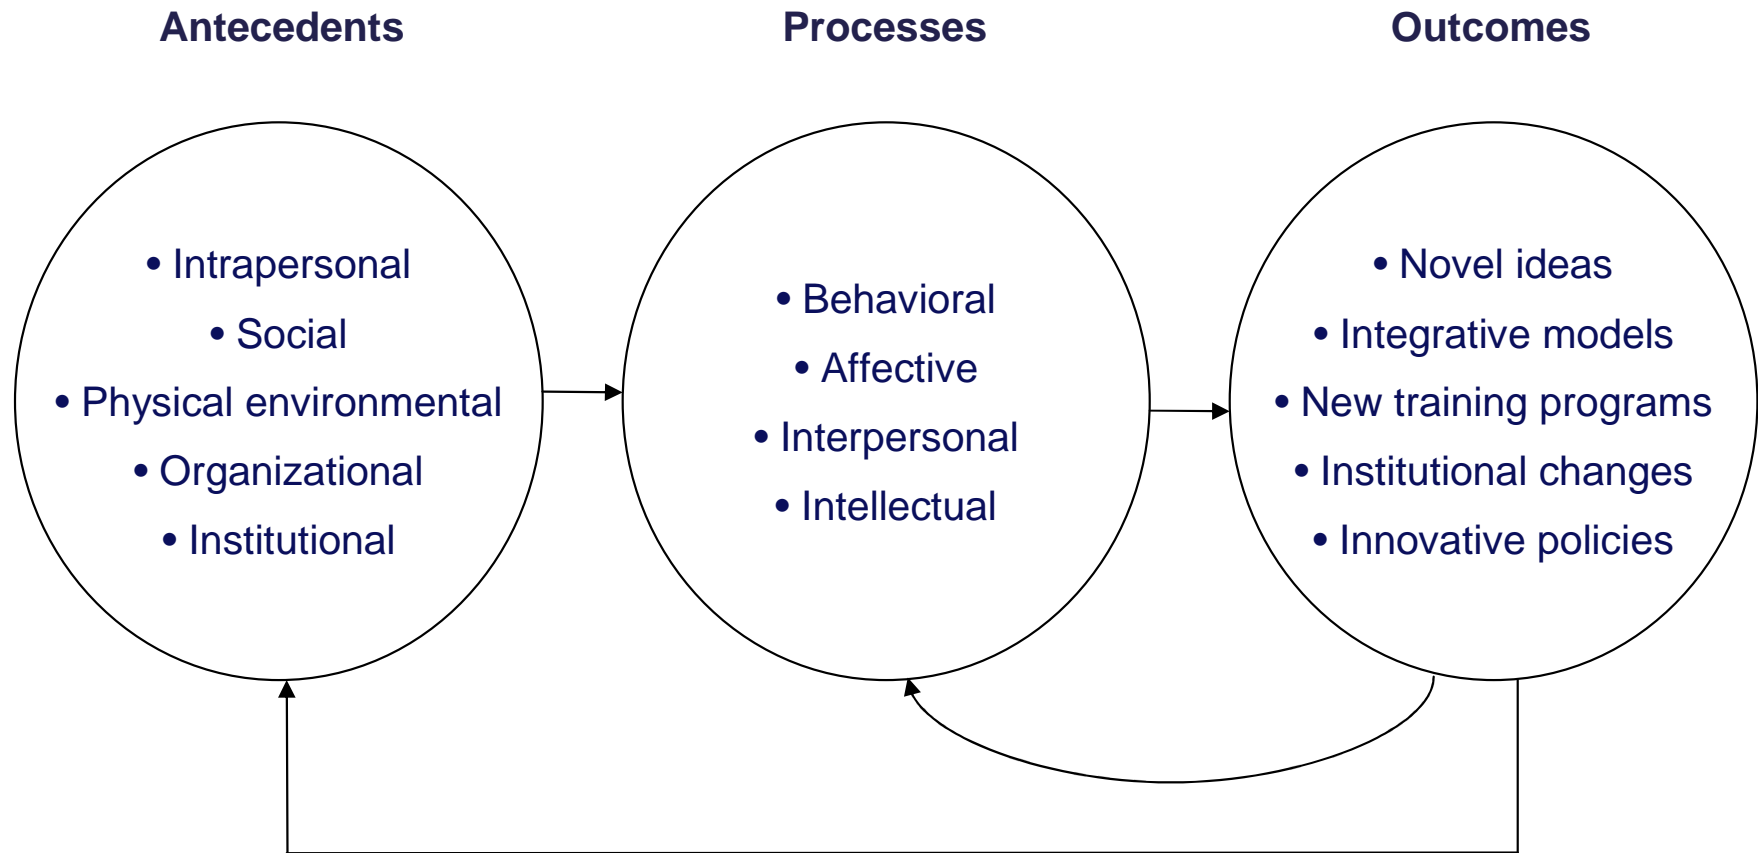 Antecedents
• Intrapersonal
• Social
• Physical environmental
• Organizational
• Institutional
Processes
• Behavioral
• Affective
• Interpersonal
• Intellectual
Outcomes
• Novel ideas
• Integrative models
• New training programs
• Institutional changes
• Innovative policies